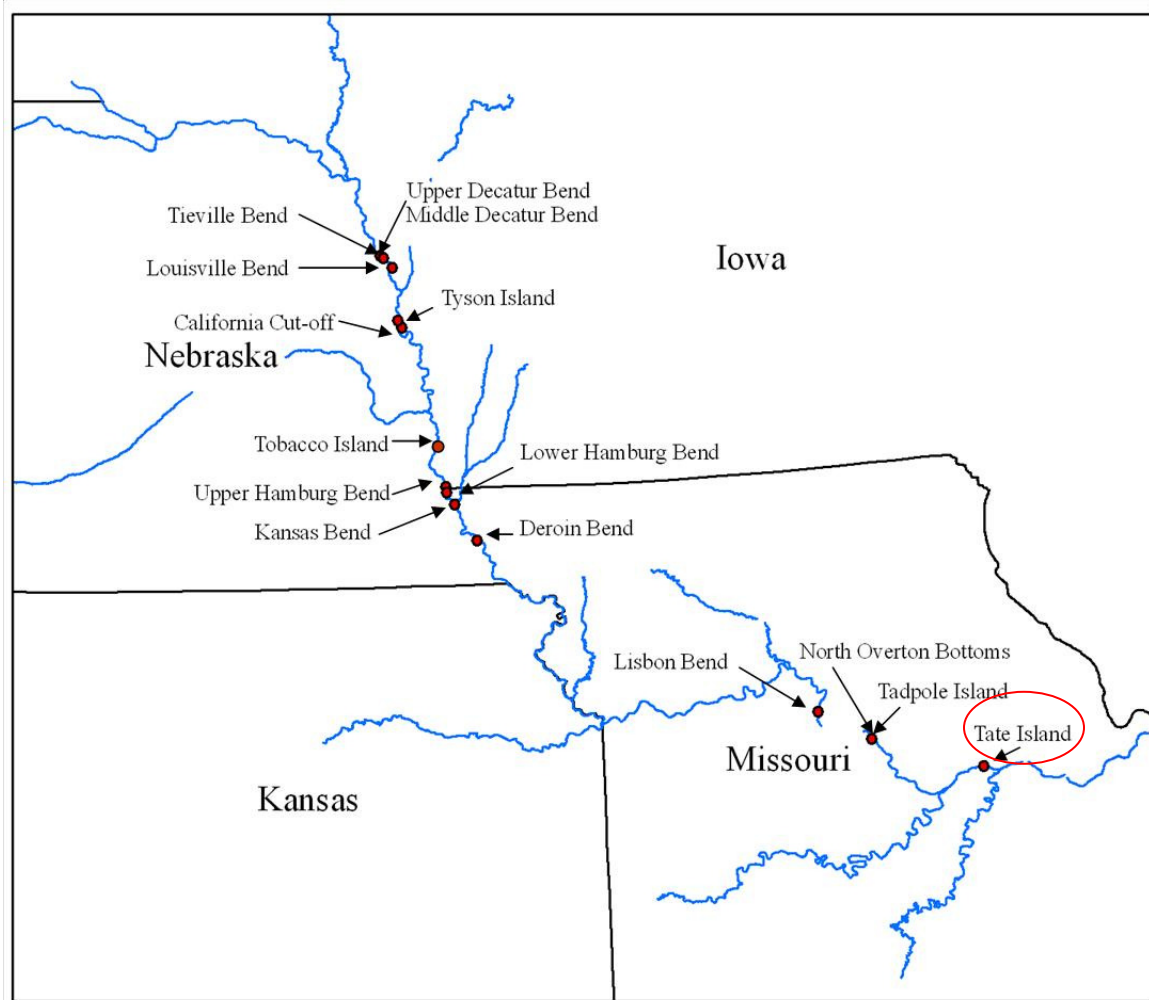 Upper Decatur Bend
Middle Decatur Bend
Tieville Bend
Iowa
Louisville Bend
Tyson Island
California Cut-off
Nebraska
Tobacco Island
Lower Hamburg Bend
Upper Hamburg Bend
Kansas Bend
Deroin Bend
North Overton Bottoms
Lisbon Bend
Tadpole Island
Tate Island
Missouri
Kansas